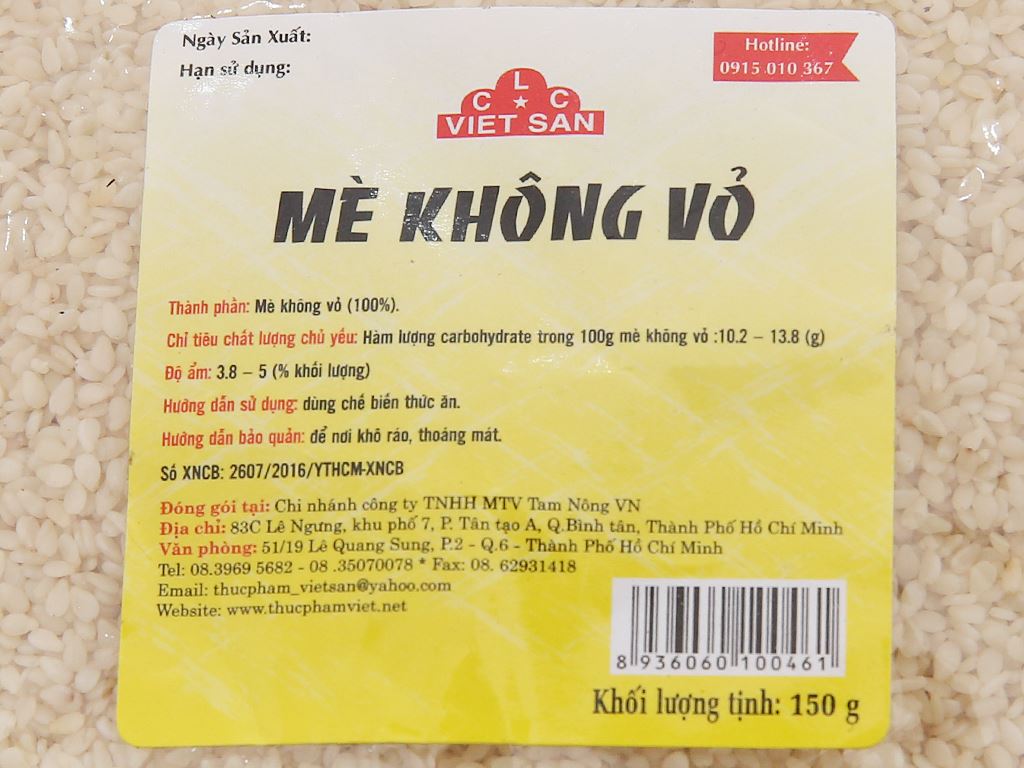 Ngày Sản Xuất:
Hạn sử dụng:
Hotline:
0915 010 367
CLC
VIET SAN
MÈ KHÔNG VỎ
Thành phần: Mè không vỏ (100%).
Chỉ tiêu chất lượng chủ yếu: Hàm lượng carbohydrate trong 100g mè không vỏ :10.2 – 13.8 (g)
Độ ẩm: 3.8 – 5 (% khối lượng)
Hướng dẫn sử dụng: dùng chế biến thức ăn.
Hướng dẫn bảo quản: để nơi khô ráo, thoáng mát.
Số XNCB: 2607/2016/YTHCM-XNCB
Đóng gói tại: Chi nhánh công ty TNHH MTV Tam Nông VN
Địa chỉ: 83C Lê Ngưng, khu phố 7, P. Tân tạo A, Q.Bình tân, Thành Phố Hồ Chí Minh
Văn phòng: 51/19 Lê Quang Sung, P.2 - Q.6 - Thành Phố Hồ Chí Minh
Tel: 08.3969 5682 - 08 .35070078 * Fax: 08. 62931418
Email: thucpham_vietsan@yahoo.com
Website: www.thucphamviet.net
8 936060 100461
Khối lượng tịnh: 150 g